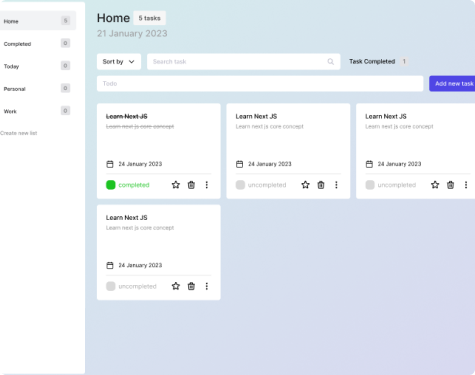 Home 5
Completed 0
Today 0
Personal 0
Work 0
Create new list
Home 5 tasks
21 January 2023
Sort by Search task Task Completed 1
Todo Add new task
Learn Next JS
Learn next js core concept
24 January 2023
completed
Learn Next JS
Learn next js core concept
24 January 2023
uncompleted
Learn Next JS
Learn next js core concept
24 January 2023
uncompleted
Learn Next JS
Learn next js core concept
24 January 2023
uncompleted